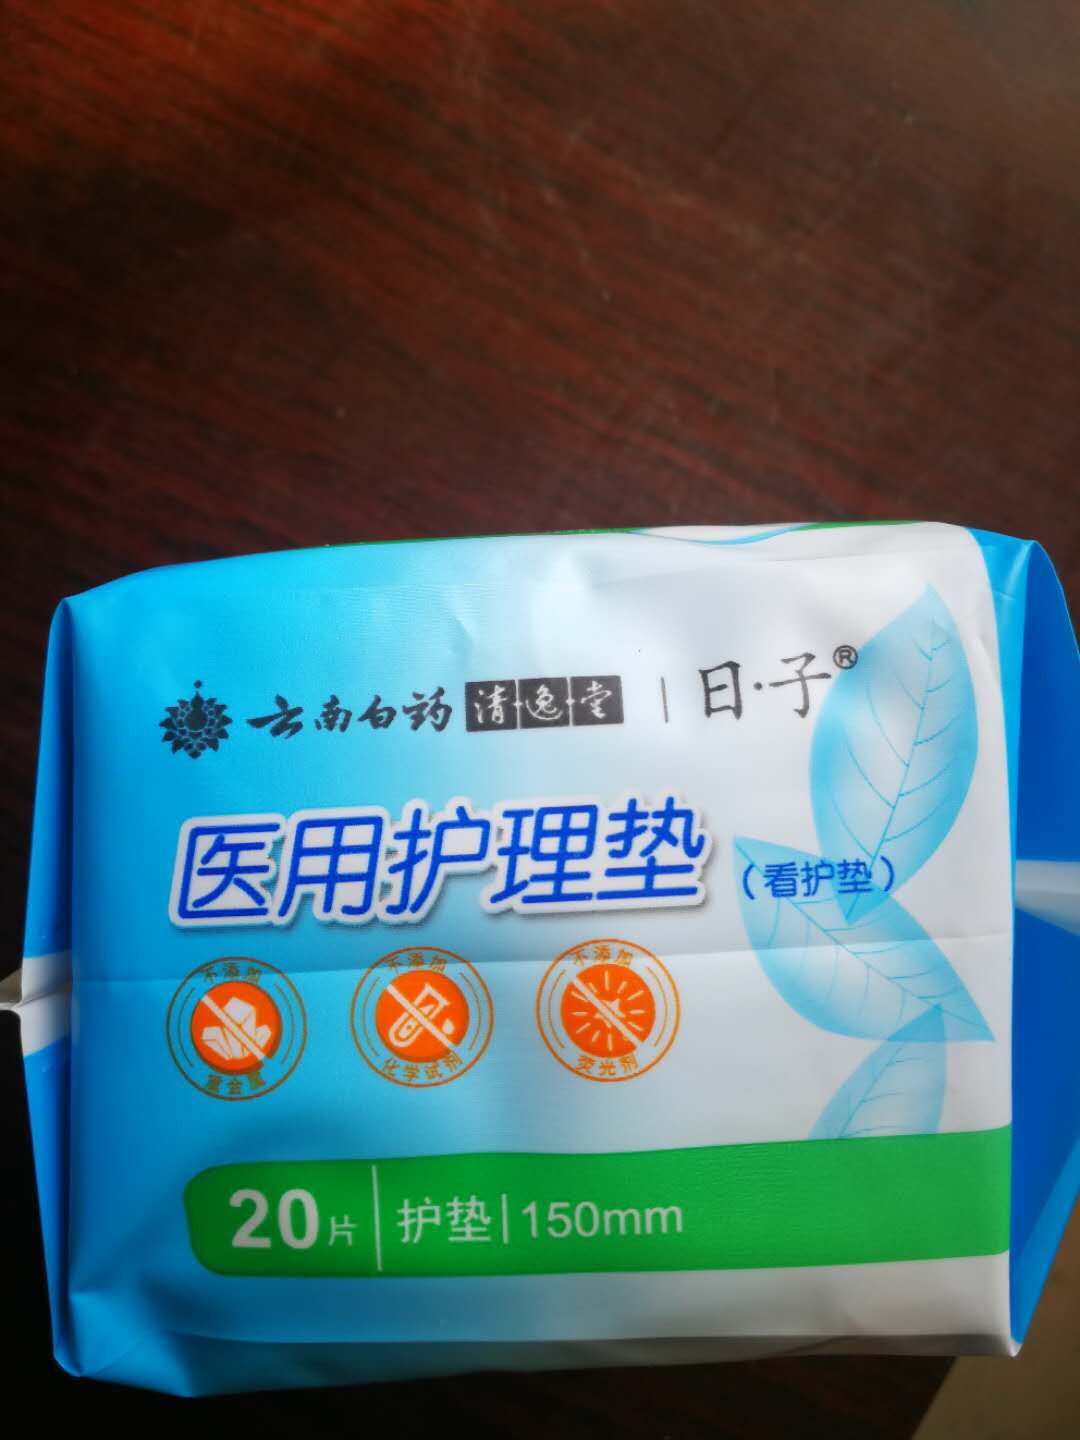 云南白药 清·逸·堂 | 日·子®
医用护理垫（看护垫）
不添加 重金属
不添加 化学试剂
不添加 荧光剂
20片 护垫|150mm